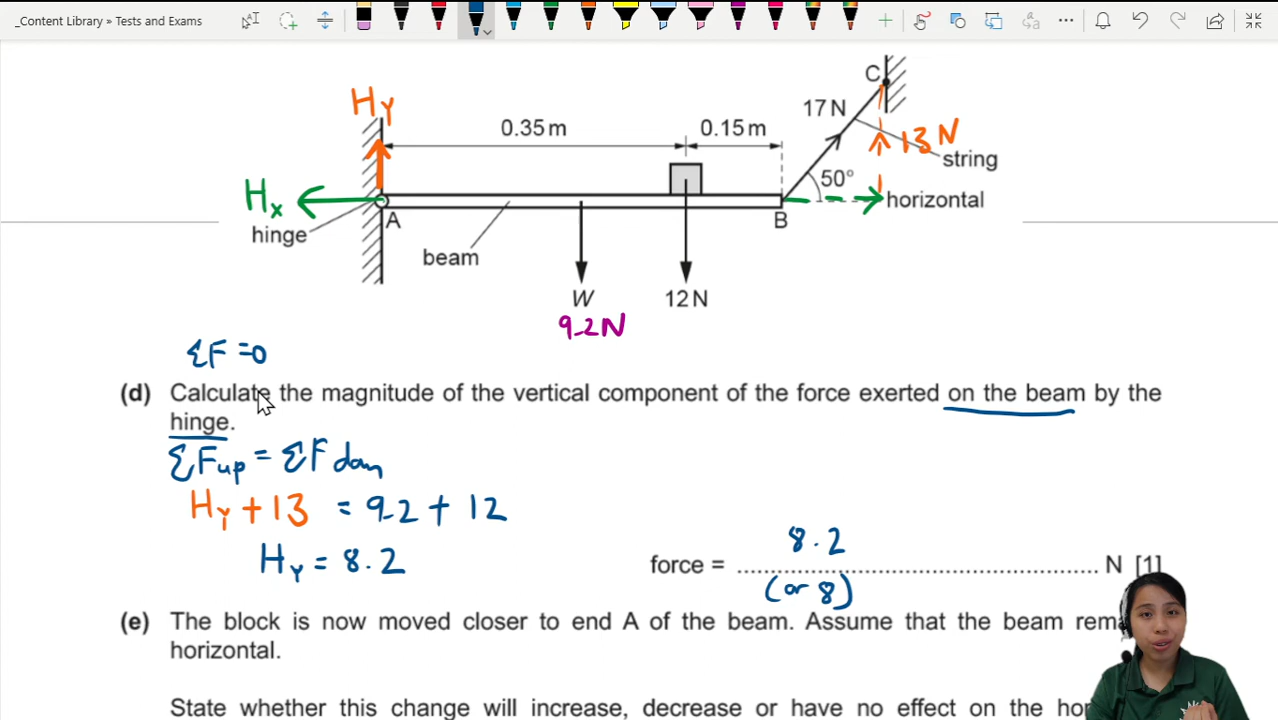 _Content Library » Tests and Exams
C
HY
17 N
0.35 m
0.15 m
13N
string
50°
HX
horizontal
A
B
hinge
beam
W
12 N
9.2N
ΣF =0
(d) Calculate the magnitude of the vertical component of the force exerted on the beam by the
hinge.
ΣFup = ΣF down
HY + 13 = 9.2 + 12
8.2
HY = 8.2
force = ........................................................ N [1]
(or 8)
(e) The block is now moved closer to end A of the beam. Assume that the beam
horizontal.
State whether this change will increase, decrease or have no effect on the